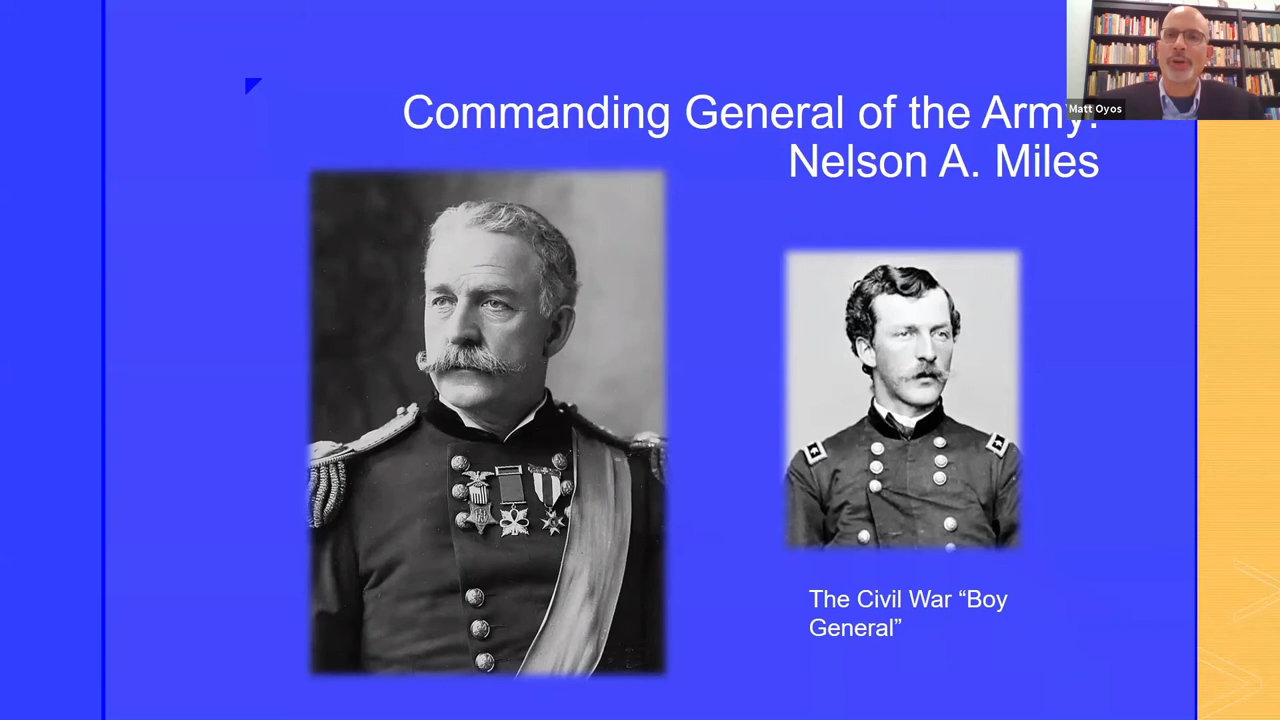 Commanding General of the Army:
Nelson A. Miles
Matt Oyos
The Civil War “Boy
General”